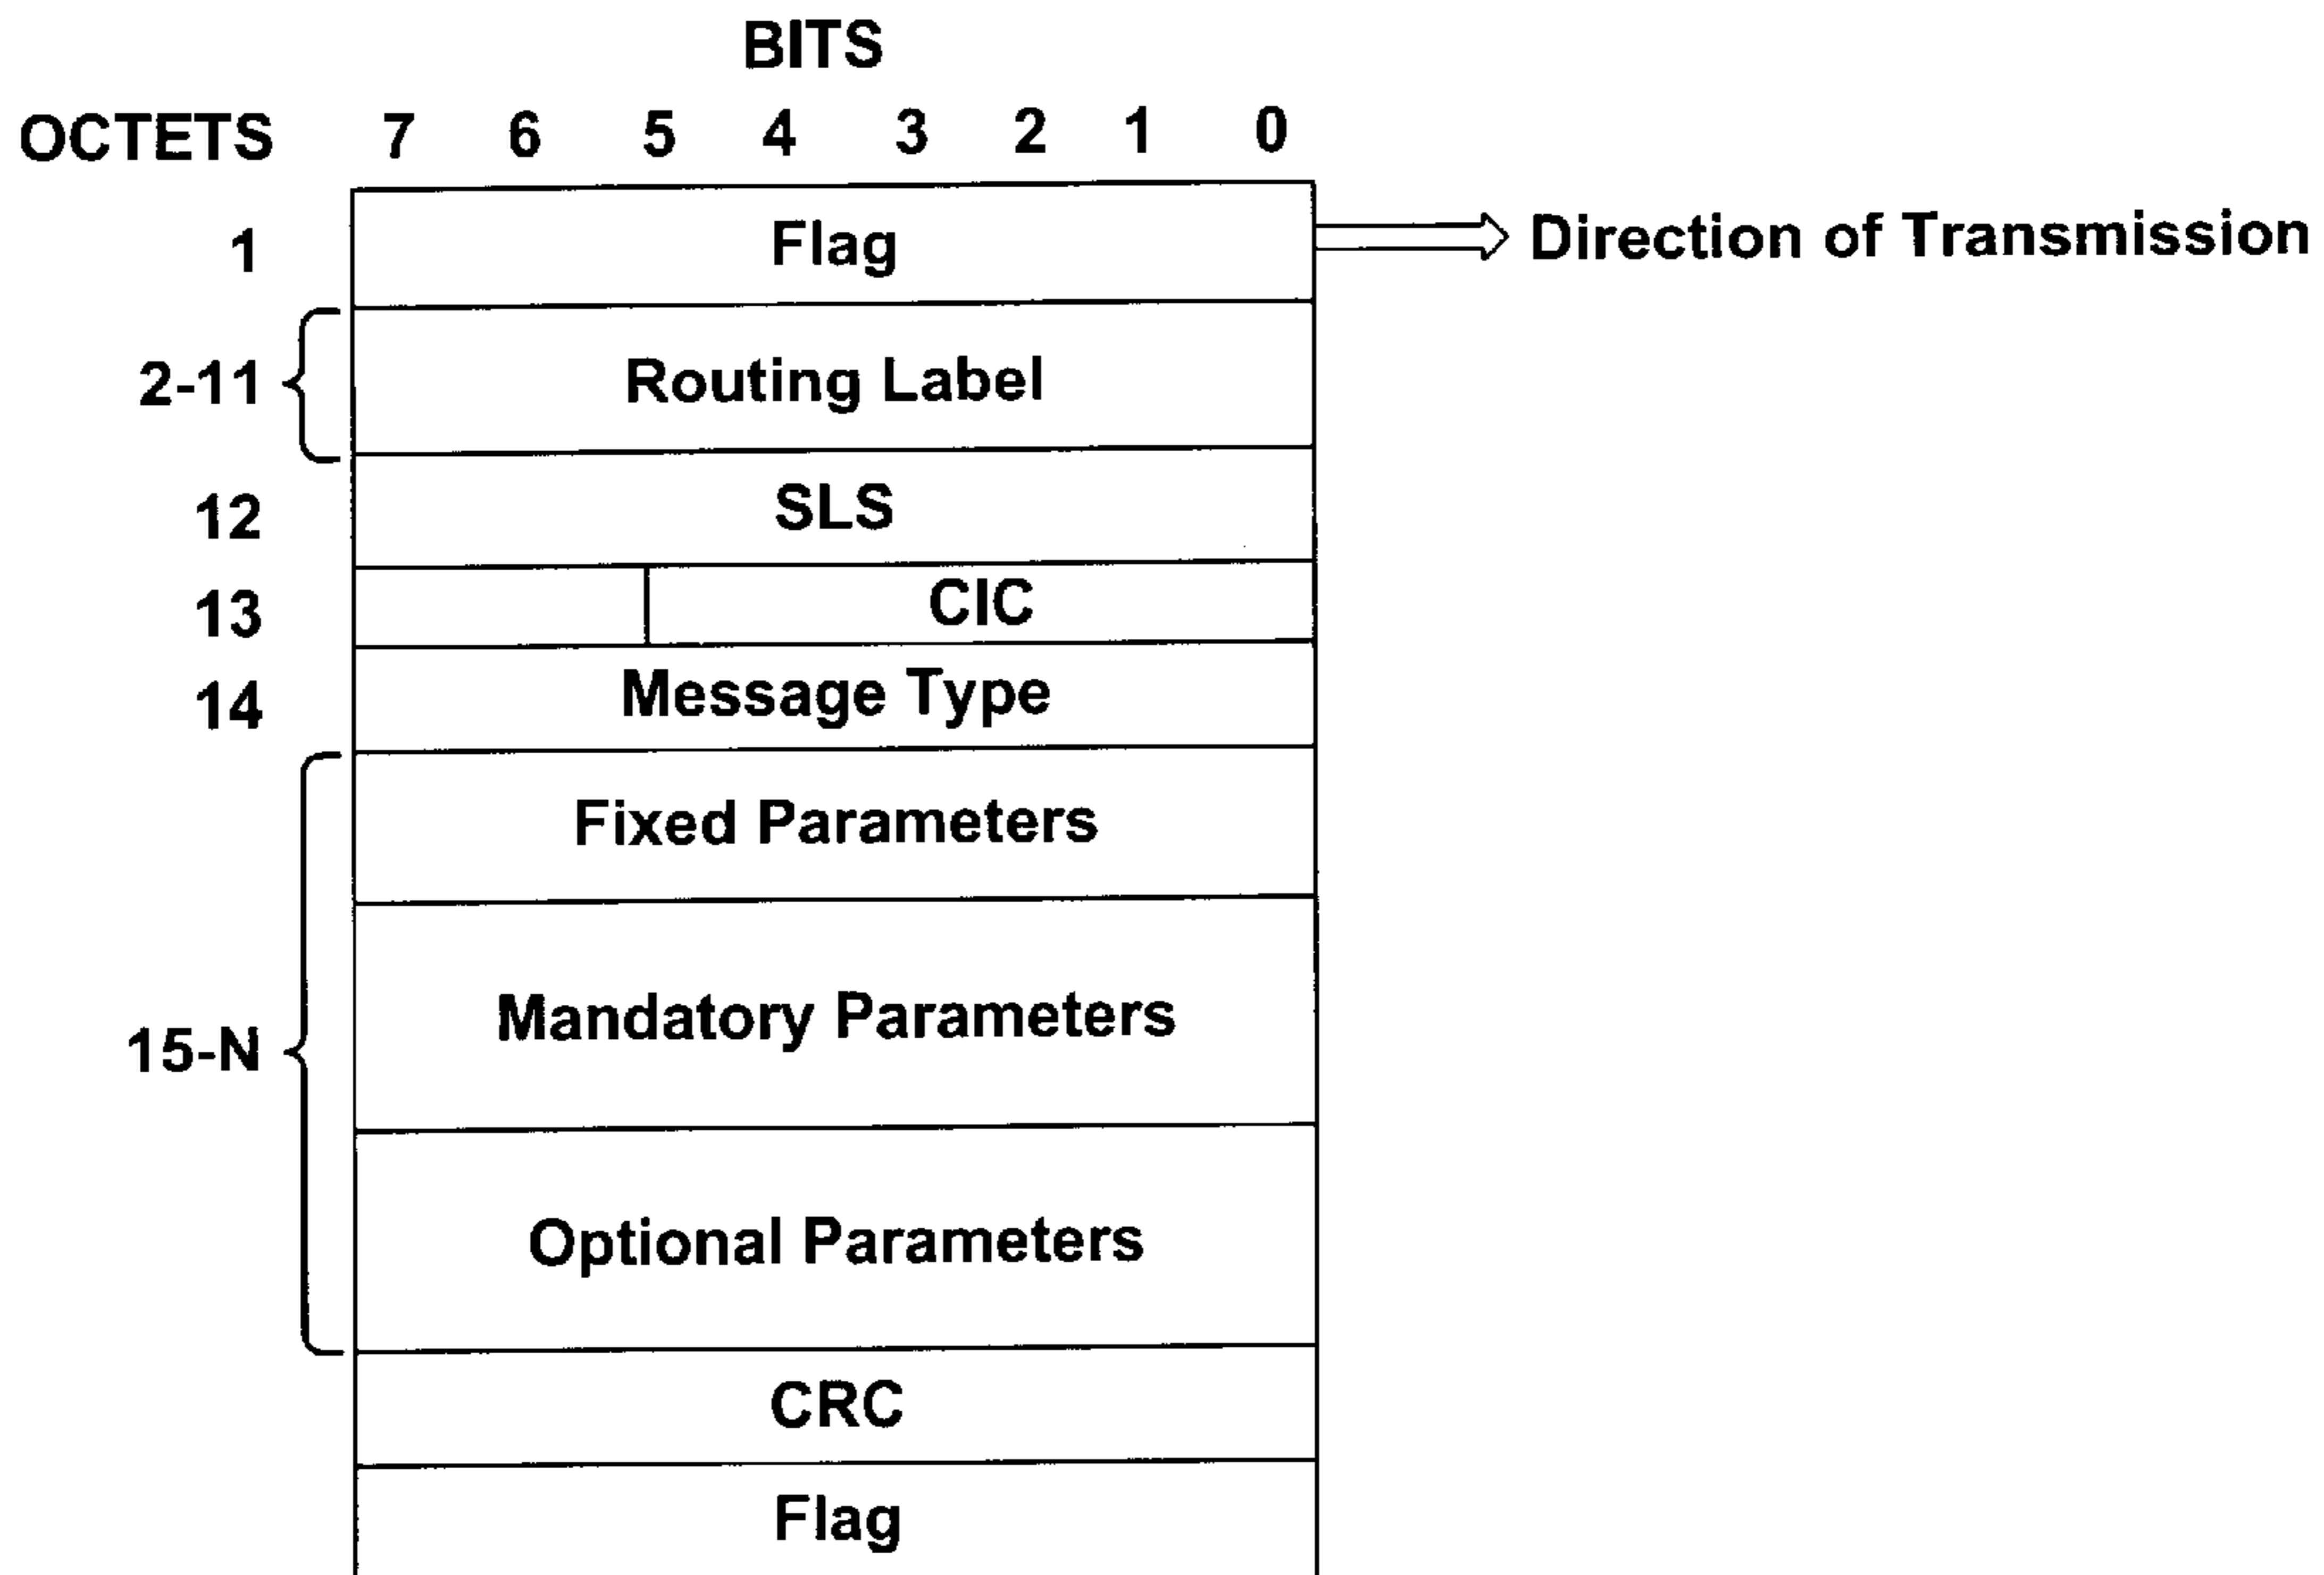 BITS
OCTETS 7 6 5 4 3 2 1 0
1 Flag Direction of Transmission
2-11 Routing Label
12 SLS
13 CIC
14 Message Type
Fixed Parameters
15-N Mandatory Parameters
Optional Parameters
CRC
Flag